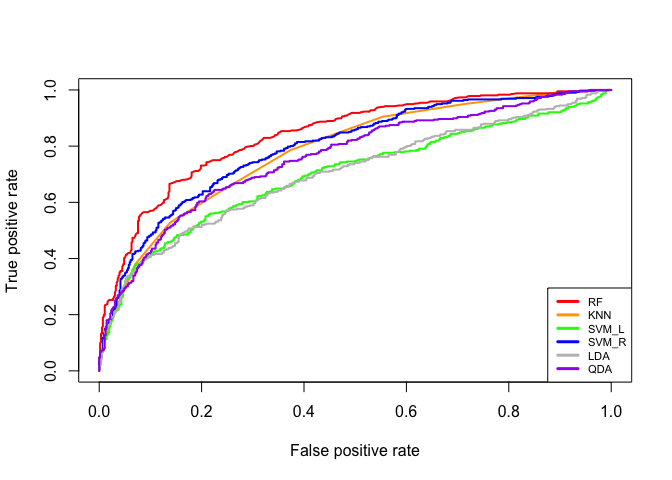 True positive rate
1.0
0.8
0.6
0.4
0.2
0.0
RF
KNN
SVM_L
SVM_R
LDA
QDA
0.0 0.2 0.4 0.6 0.8 1.0
False positive rate